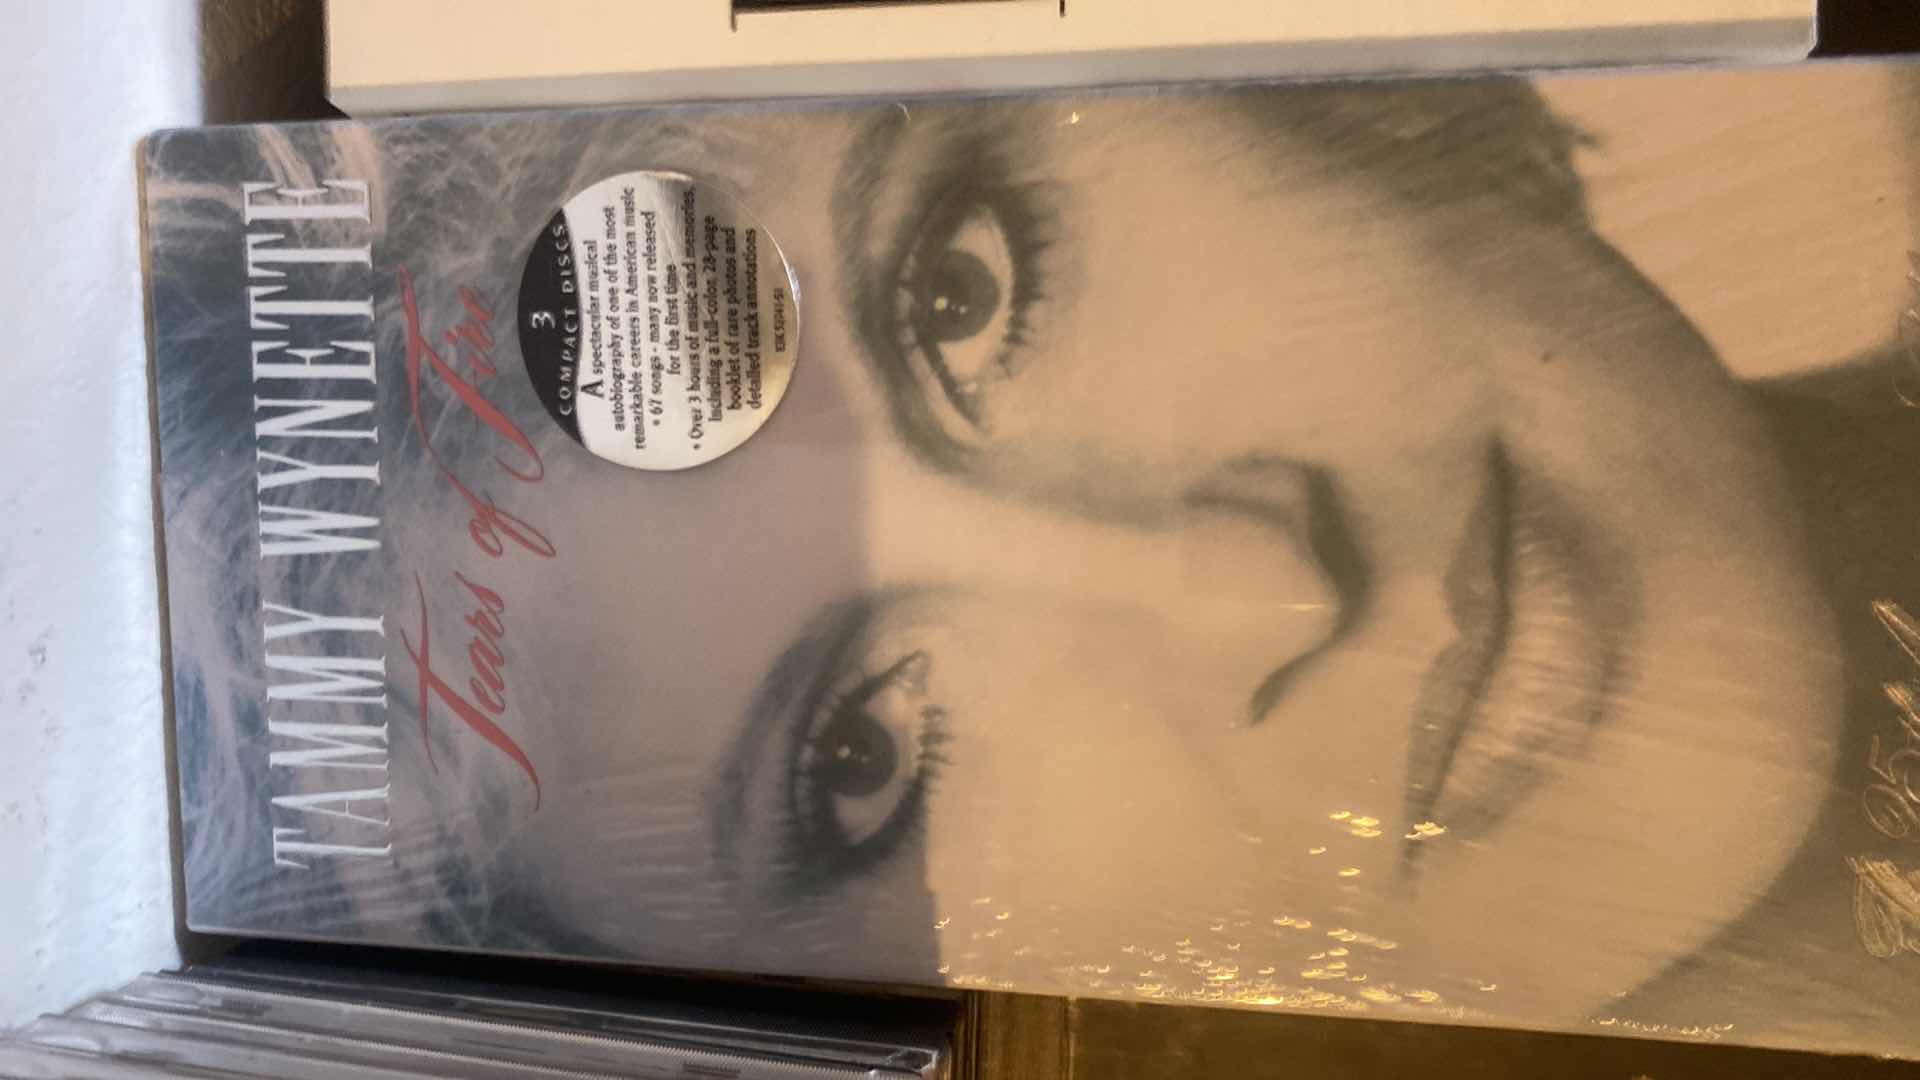 TAMMY WYNETTE
Tears of Fire
3
COMPACT DISCS
A spectacular musical
autobiography of one of the most
remarkable careers in American music
• 67 songs - many now released
for the first time
• Over 3 hours of music and memories,
including a full-color, 28-page
booklet of rare photos and
detailed track annotations
25th